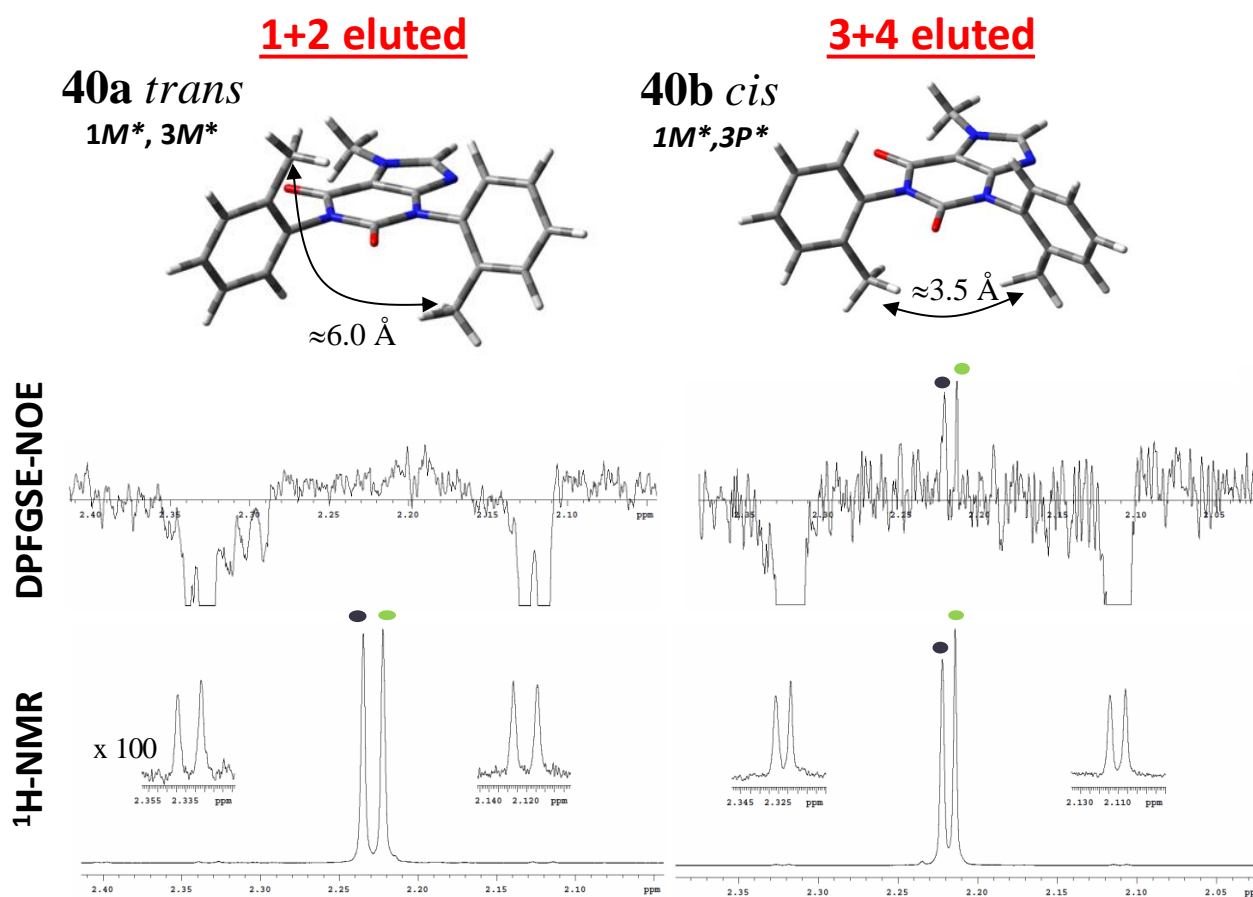 1+2 eluted
3+4 eluted
40a trans
1M*, 3M*
40b cis
1M*,3P*
≈6.0 Å
≈3.5 Å
DPFGSE-NOE
2.40 2.35 2.30 2.25 2.20 2.15 2.10 ppm
2.35 2.30 2.25 2.20 2.15 2.10 2.05
¹H-NMR
x 100
2.355 2.335 ppm
2.140 2.120 ppm
2.345 2.325 ppm
2.130 2.110 ppm
2.40 2.35 2.30 2.25 2.20 2.15 2.10 ppm
2.35 2.30 2.25 2.20 2.15 2.10 2.05 pp